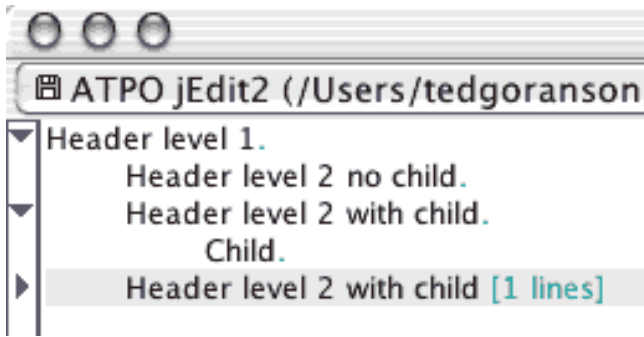 ATPO jEdit2 (/Users/tedgoranson
Header level 1.
Header level 2 no child.
Header level 2 with child.
Child.
Header level 2 with child [1 lines]